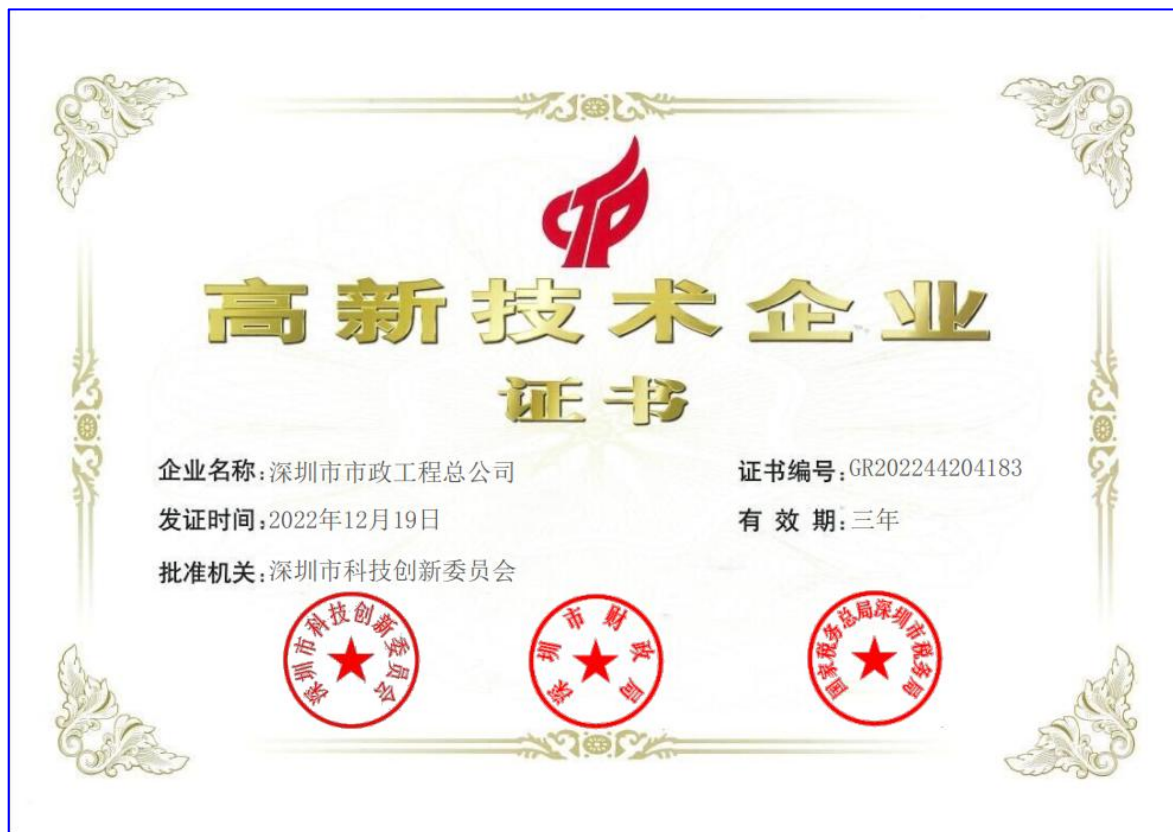 高新技术企业
证书
企业名称:深圳市市政工程总公司
证书编号:GR202244204183
发证时间:2022年12月19日
有 效 期:三年
批准机关:深圳市科技创新委员会
深圳市科技创新委员会
深圳市财政局
国家税务总局深圳市税务局